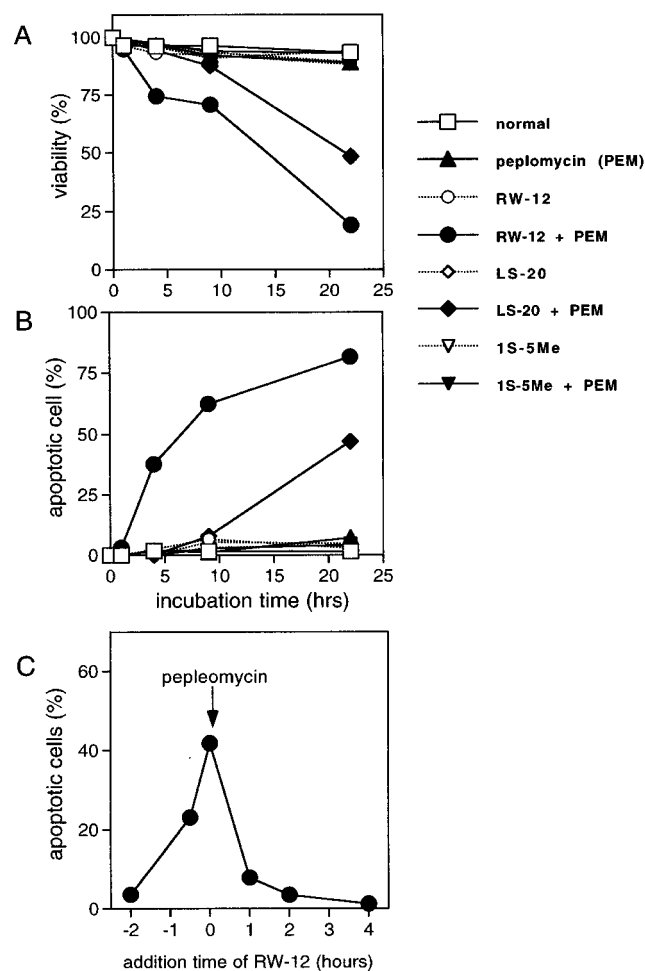 A
100
75
50
25
0
viability (%)
0 5 10 15 20 25
normal
peplomycin (PEM)
RW-12
RW-12 + PEM
LS-20
LS-20 + PEM
1S-5Me
1S-5Me + PEM
B
100
75
50
25
0
apoptotic cell (%)
0 5 10 15 20 25
incubation time (hrs)
C
60
40
20
0
apoptotic cells (%)
pepleomycin
-2 -1 0 1 2 3 4
addition time of RW-12 (hours)